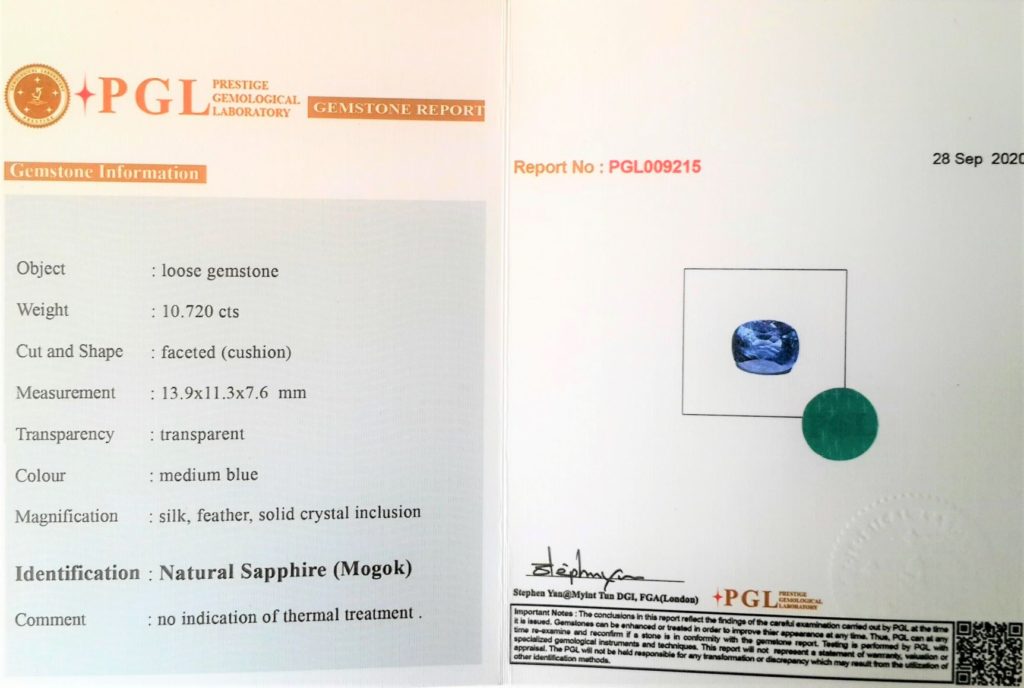 PGL PRESTIGE
GEMOLOGICAL
LABORATORY
GEMSTONE REPORT
Gemstone Information
Object : loose gemstone
Weight : 10.720 cts
Cut and Shape : faceted (cushion)
Measurement : 13.9x11.3x7.6 mm
Transparency : transparent
Colour : medium blue
Magnification : silk, feather, solid crystal inclusion
Identification : Natural Sapphire (Mogok)
Comment : no indication of thermal treatment .
Report No : PGL009215
28 Sep 2020
Stephen Yan@Myint Tun DGI, FGA(London)
PGL PRESTIGE
GEMOLOGICAL
LABORATORY
Important Notes : The conclusions in this report reflect the findings of the careful examination carried out by PGL at the time
it is issued. Gemstones can be enhanced or treated in order to improve thier appearance at any time. Thus, PGL can at any
time re-examine and reconfirm if a stone is in conformity with the gemstone report. Testing is performed by PGL with
specialized gemological instruments and techniques. This report will not represent a statement of warranty, valuation or
appraisal. The PGL will not be held responsible for any transformation or discrepancy which may result from the utilization of
other identification methods.